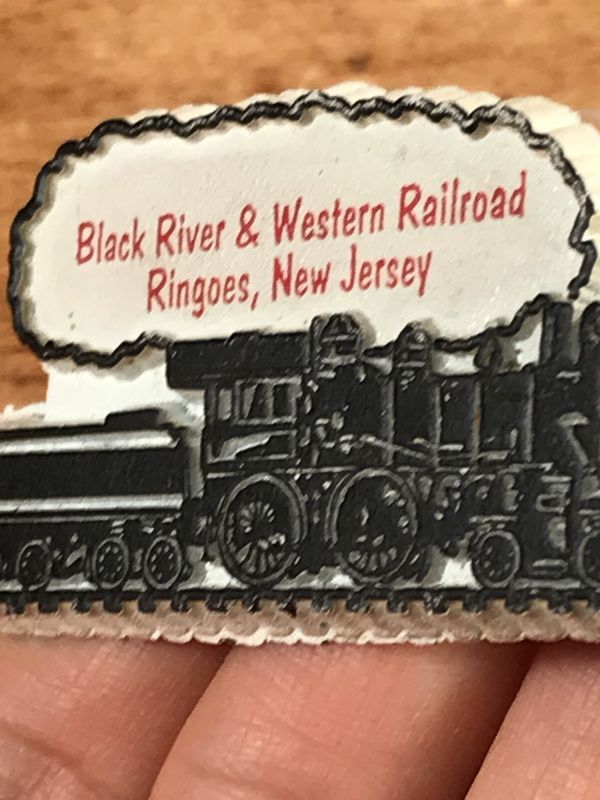 Black River & Western Railroad
Ringoes, New Jersey